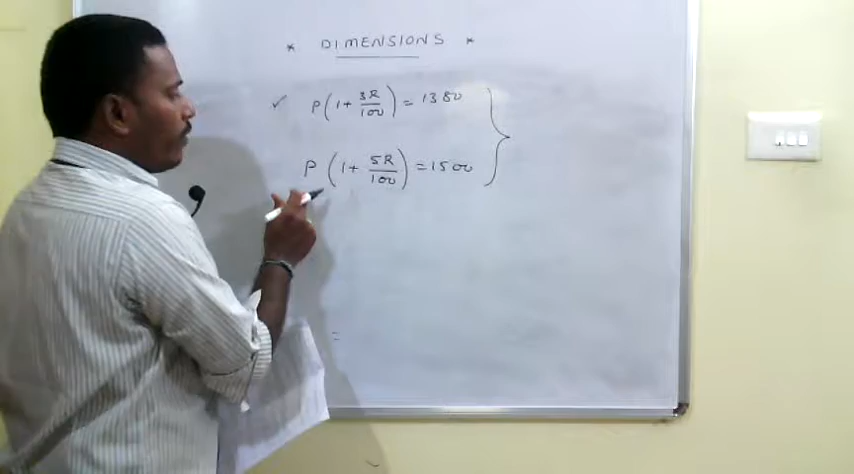 * DIMENSIONS *
✓ P(1+ 3R/100) = 1380
P(1+ 5R/100) = 1500
=